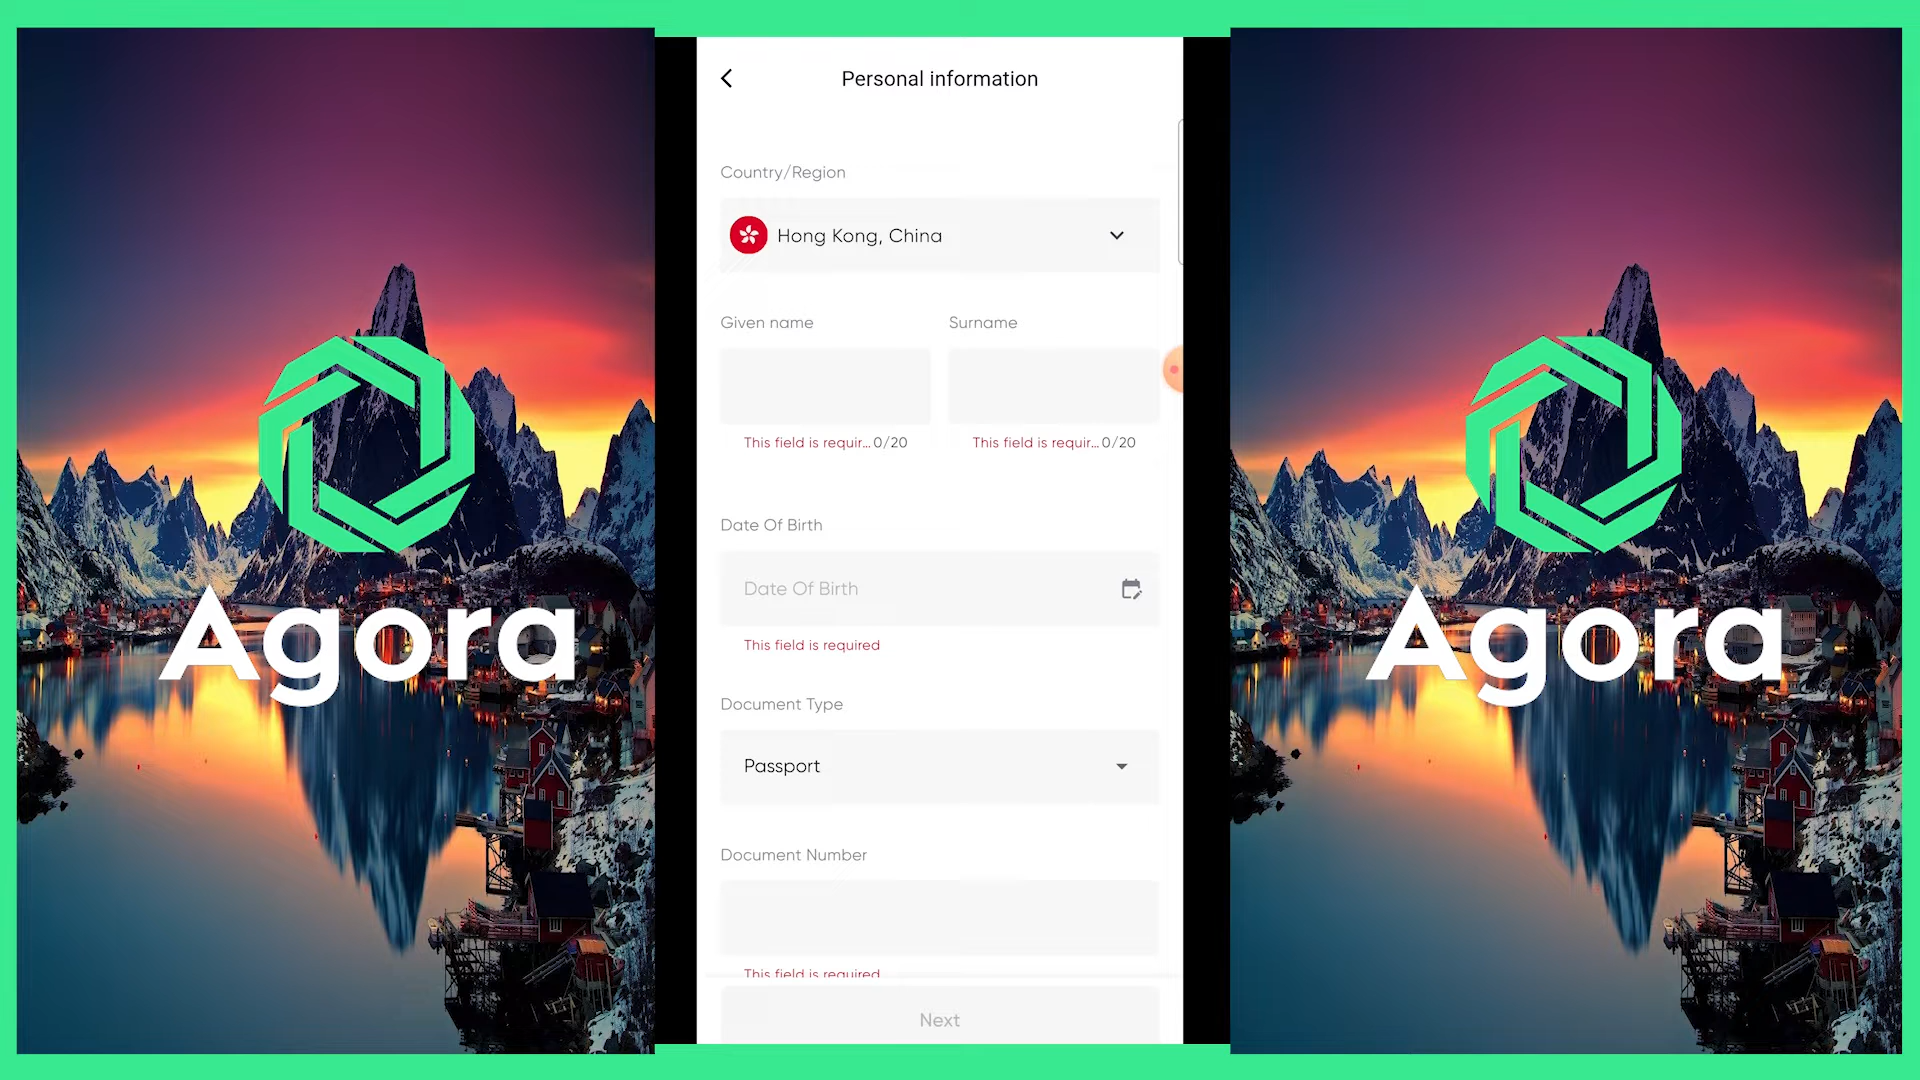 Agora
Personal information
Country/Region
Hong Kong, China
Given name
Surname
This field is requir... 0/20
This field is requir... 0/20
Date Of Birth
Date Of Birth
This field is required
Document Type
Passport
Document Number
This field is required
Next
Agora